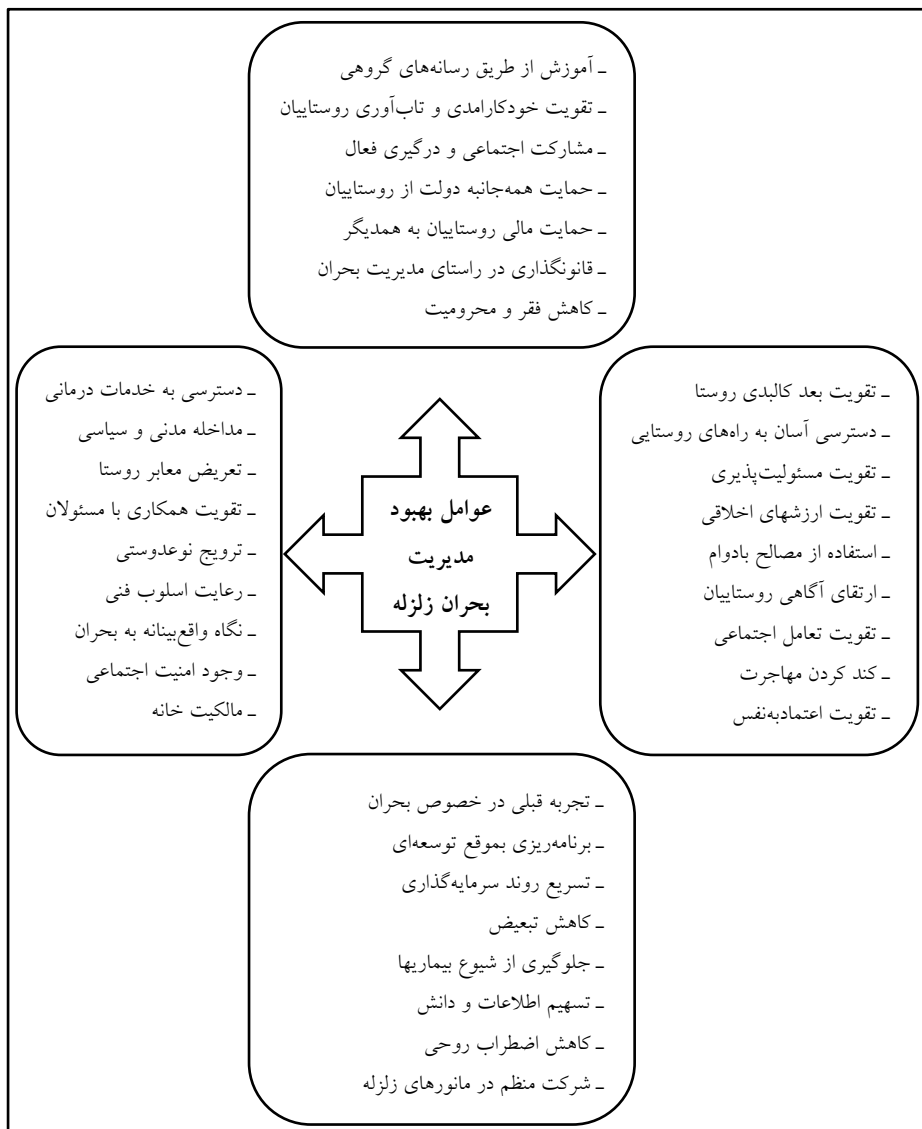 ـ آموزش از طریق رسانه‌های گروهی
ـ تقویت خودکارامدی و تاب‌آوری روستاییان
ـ مشارکت اجتماعی و درگیری فعال
ـ حمایت همه‌جانبه دولت از روستاییان
ـ حمایت مالی روستاییان به همدیگر
ـ قانونگذاری در راستای مدیریت بحران
ـ کاهش فقر و محرومیت
ـ تقویت بعد کالبدی روستا
ـ دسترسی آسان به راه‌های روستایی
ـ تقویت مسئولیت‌پذیری
ـ تقویت ارزشهای اخلاقی
ـ استفاده از مصالح بادوام
ـ ارتقای آگاهی روستاییان
ـ تقویت تعامل اجتماعی
ـ کند کردن مهاجرت
ـ تقویت اعتمادبه‌نفس
عوامل بهبود
مدیریت
بحران زلزله
ـ دسترسی به خدمات درمانی
ـ مداخله مدنی و سیاسی
ـ تعریض معابر روستا
ـ تقویت همکاری با مسئولان
ـ ترویج نوعدوستی
ـ رعایت اسلوب فنی
ـ نگاه واقع‌بینانه به بحران
ـ وجود امنیت اجتماعی
ـ مالکیت خانه
ـ تجربه قبلی در خصوص بحران
ـ برنامه‌ریزی بموقع توسعه‌ای
ـ تسریع روند سرمایه‌گذاری
ـ کاهش تبعیض
ـ جلوگیری از شیوع بیماریها
ـ تسهیم اطلاعات و دانش
ـ کاهش اضطراب روحی
ـ شرکت منظم در مانورهای زلزله